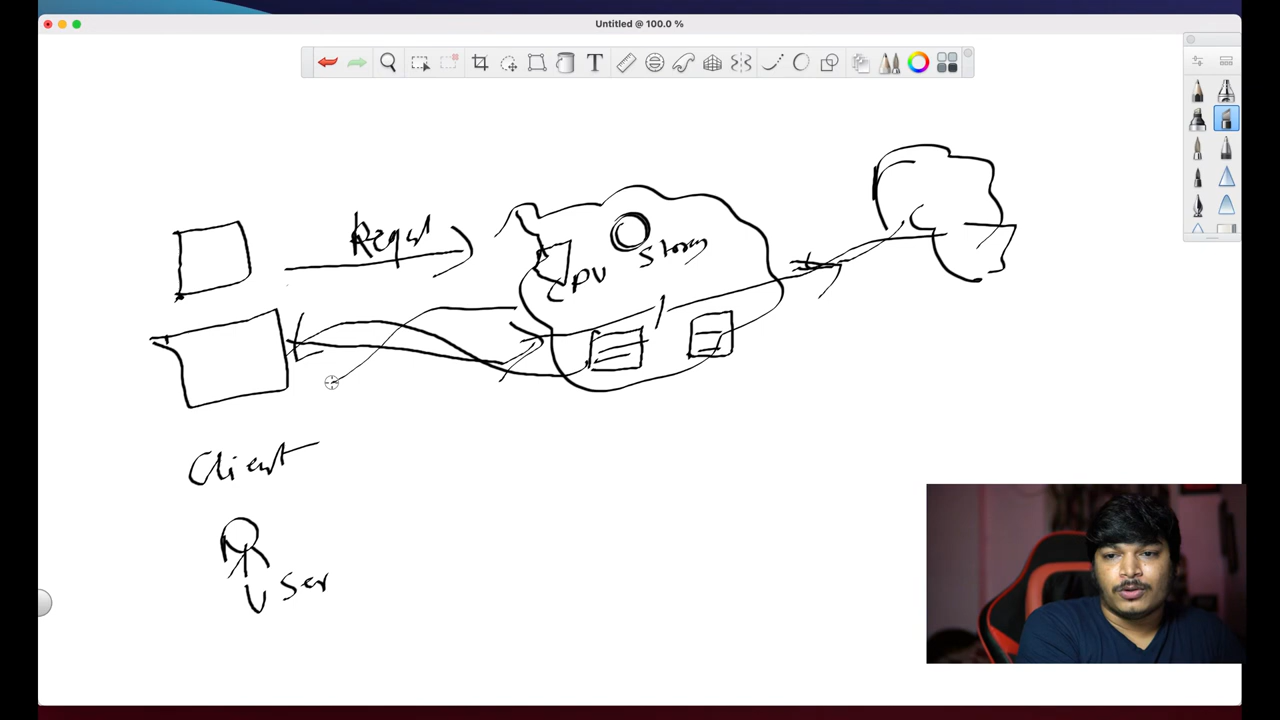 Untitled @ 100.0 %
Request
CPU
Storage
Client
User